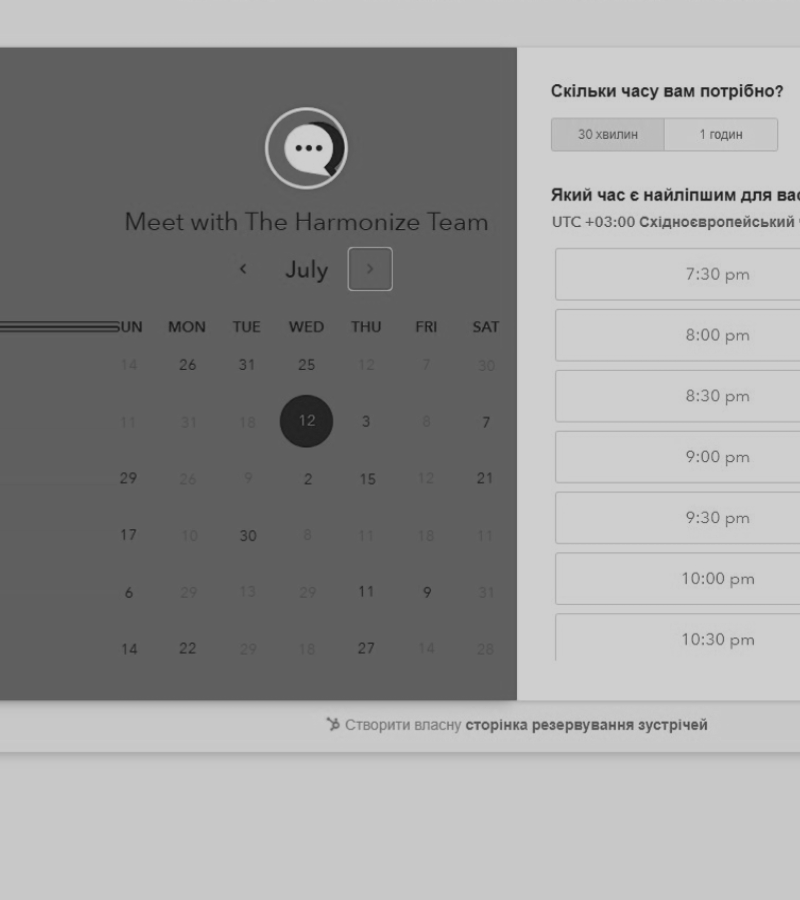 Meet with The Harmonize Team
July
SUN MON TUE WED THU FRI SAT
14 26 31 25 12 7 30
11 31 18 12 3 8 7
29 26 9 2 15 12 21
17 10 30 8 11 18 11
6 29 13 29 11 9 31
14 22 29 18 27 14 28
Скільки часу вам потрібно?
30 хвилин 1 годин
Який час є найліпшим для вас
UTC +03:00 Східноєвропейський
7:30 pm
8:00 pm
8:30 pm
9:00 pm
9:30 pm
10:00 pm
10:30 pm
Створити власну сторінка резервування зустрічей